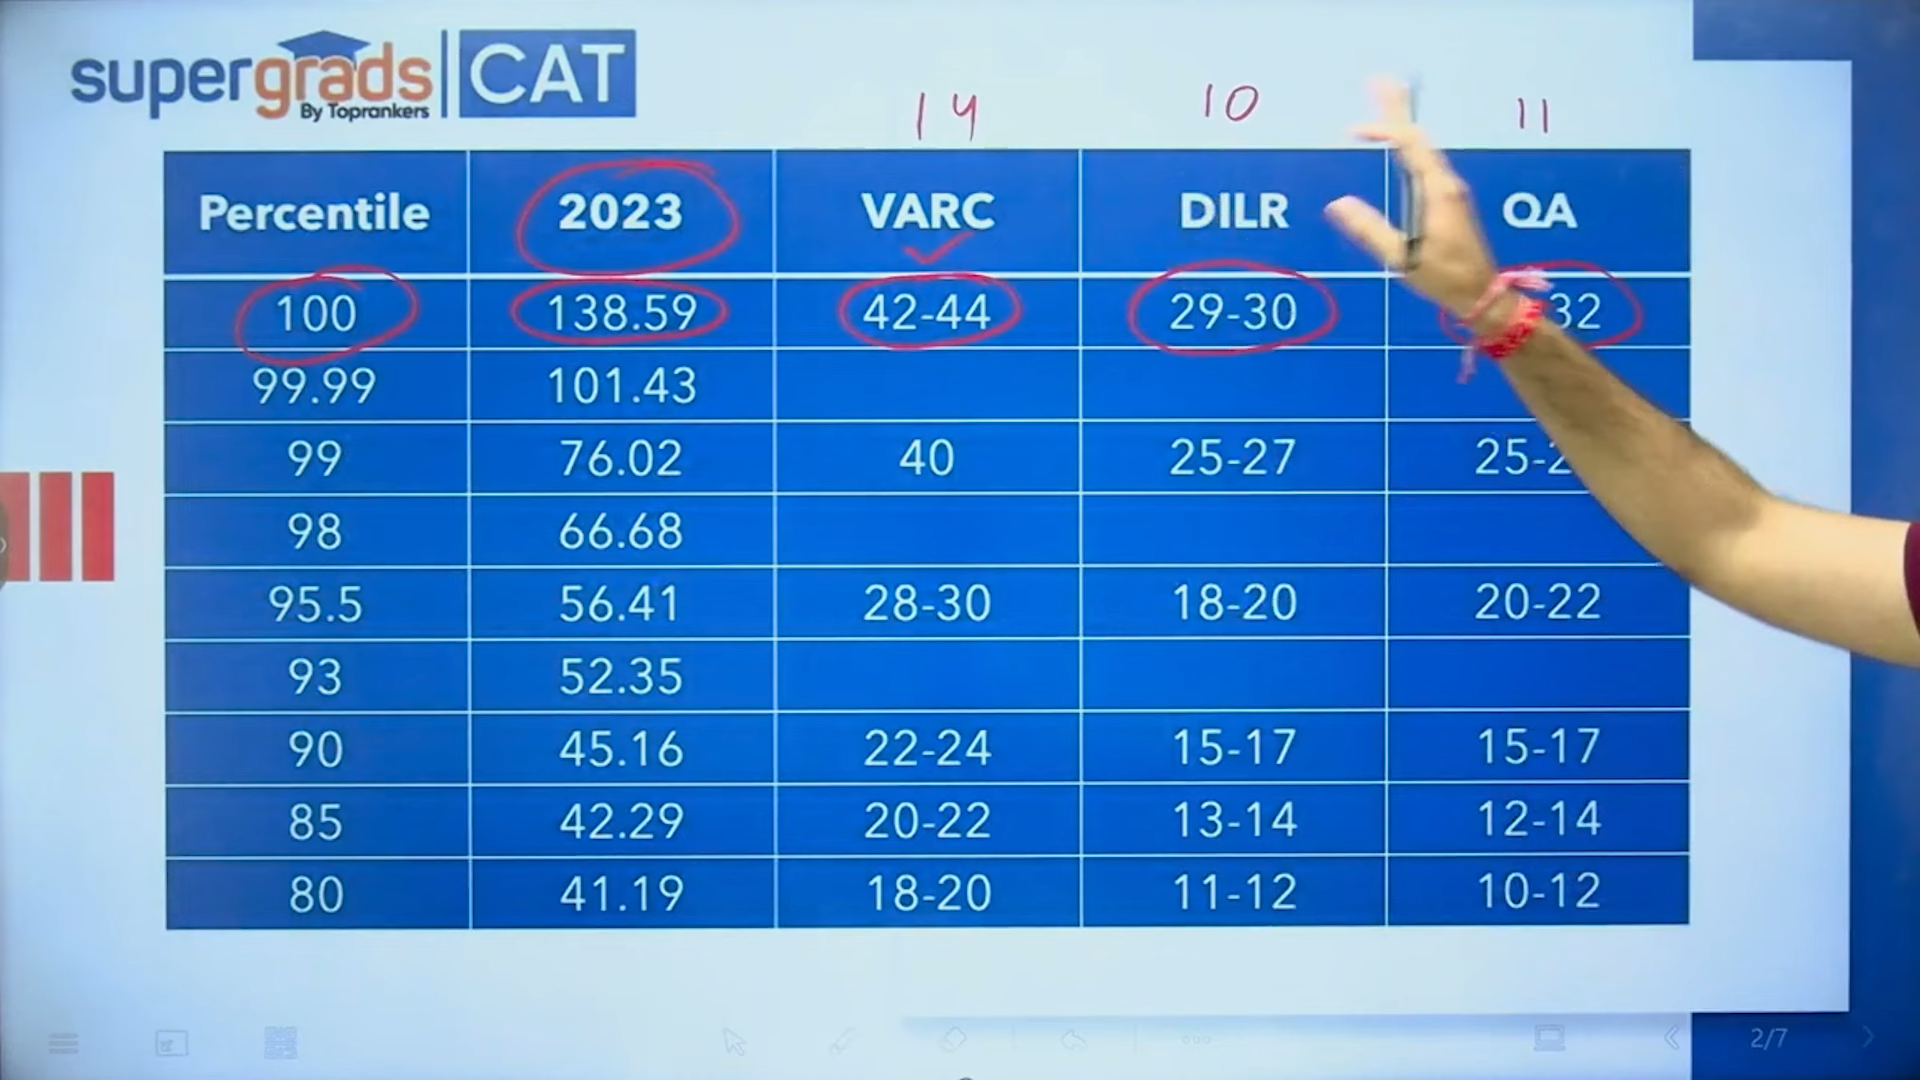 supergrads CAT
By Toprankers
14 10 11
Percentile 2023 VARC DILR QA
100 138.59 42-44 29-30 32
99.99 101.43
99 76.02 40 25-27 25-2
98 66.68
95.5 56.41 28-30 18-20 20-22
93 52.35
90 45.16 22-24 15-17 15-17
85 42.29 20-22 13-14 12-14
80 41.19 18-20 11-12 10-12
2/7